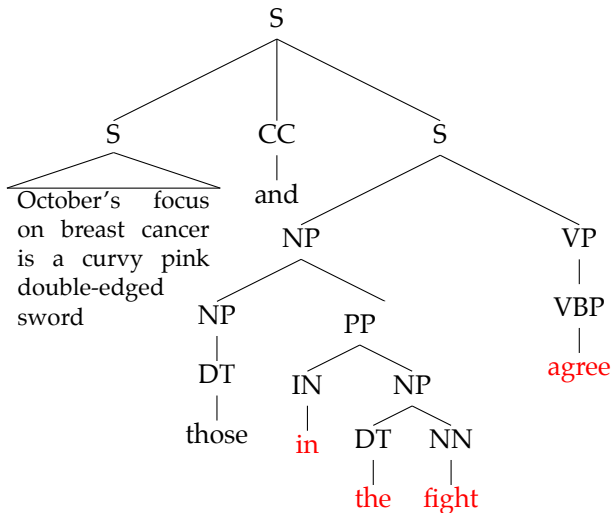 S
S CC S
October's focus
on breast cancer
is a curvy pink
double-edged
sword
and
NP VP
NP PP VBP
DT IN NP agree
those in DT NN
the fight